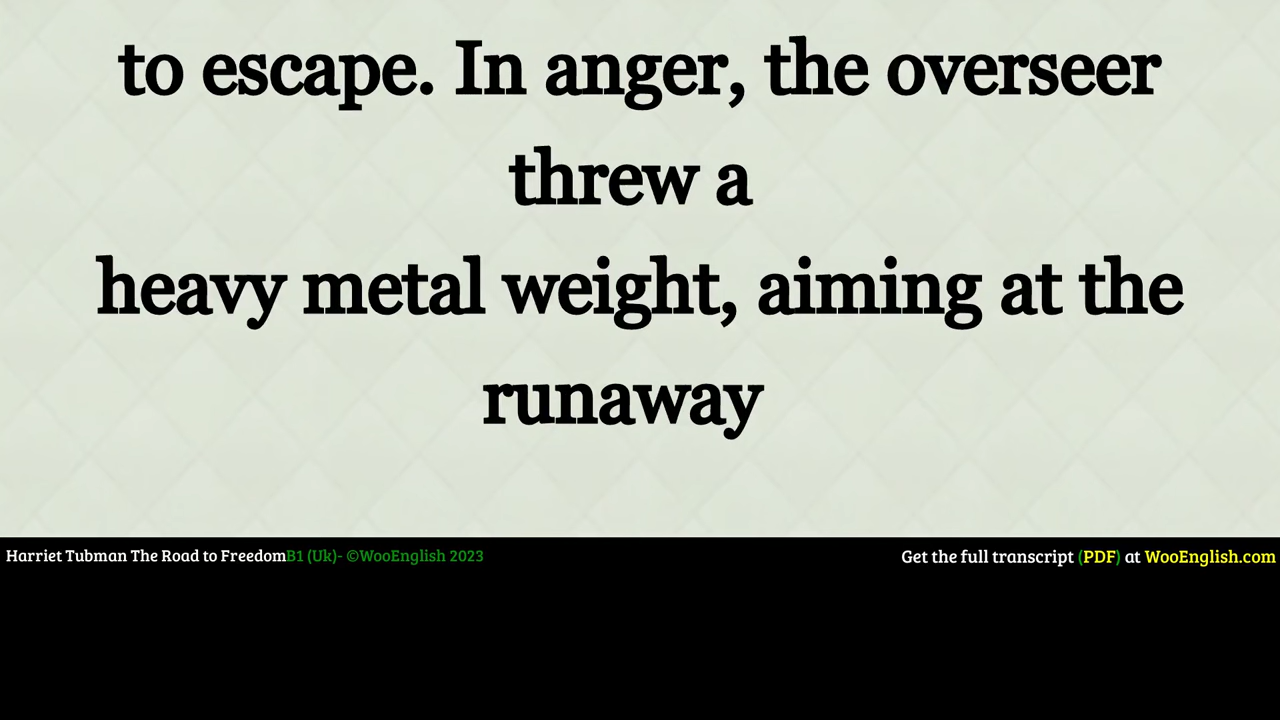 to escape. In anger, the overseer
threw a
heavy metal weight, aiming at the
runaway
Harriet Tubman The Road to FreedomB1 (Uk)- ©WooEnglish 2023
Get the full transcript (PDF) at WooEnglish.com